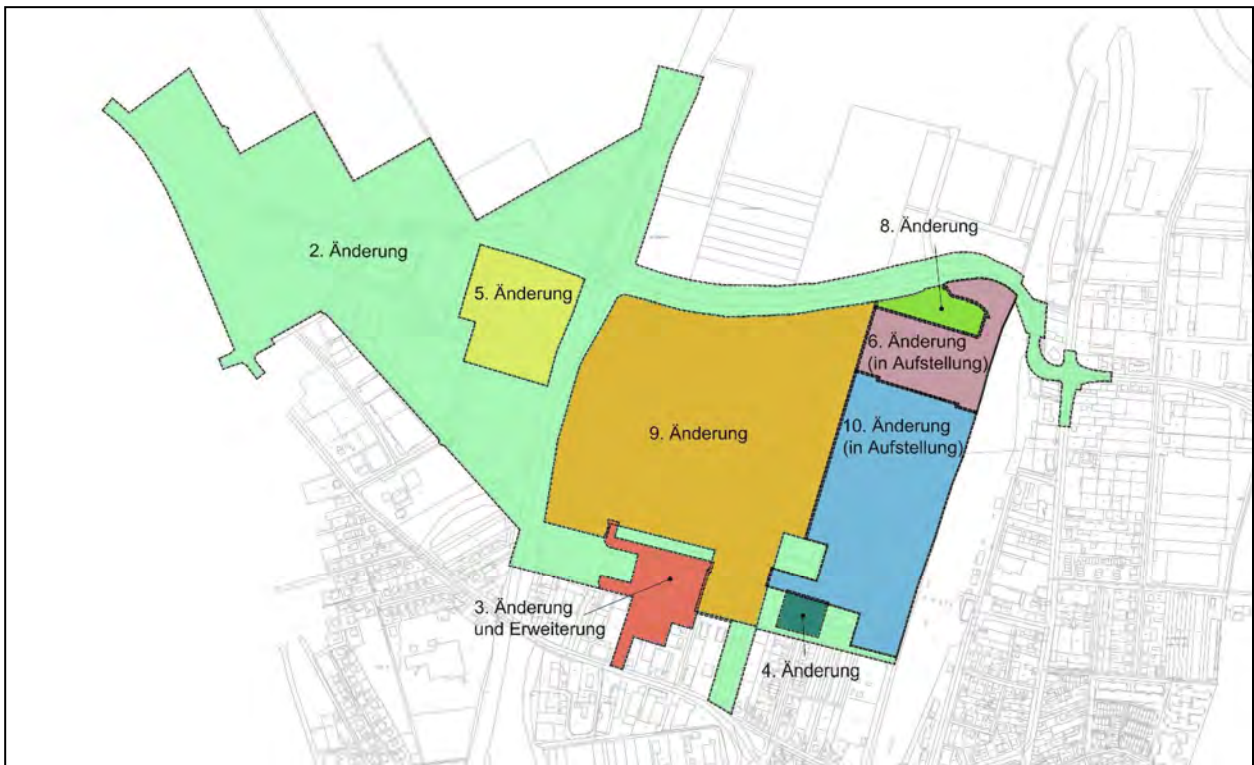 8. Änderung
2. Änderung
5. Änderung
6. Änderung
(in Aufstellung)
10. Änderung
(in Aufstellung)
9. Änderung
3. Änderung
und Erweiterung
4. Änderung